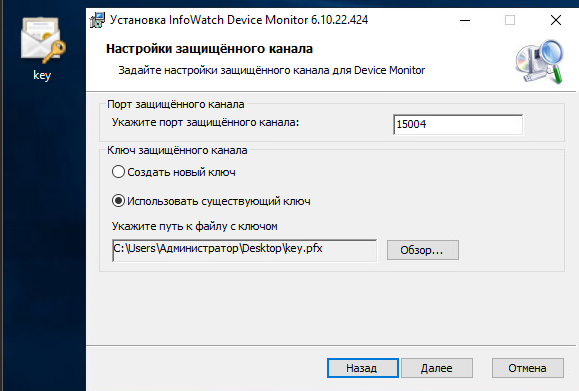 key
Установка InfoWatch Device Monitor 6.10.22.424
Настройки защищённого канала
Задайте настройки защищённого канала для Device Monitor
Порт защищённого канала
Укажите порт защищённого канала:
15004
Ключ защищённого канала
Создать новый ключ
Использовать существующий ключ
Укажите путь к файлу с ключом
C:\Users\Администратор\Desktop\key.pfx
Обзор...
Назад
Далее
Отмена